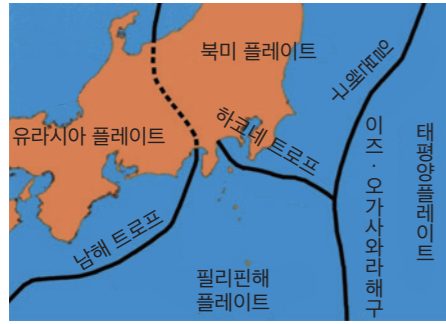 북미 플레이트
일본해구
유라시아 플레이트
하코네 트로프
이즈 · 오가사와라해구
태평양플레이트
남해 트로프
필리핀해
플레이트